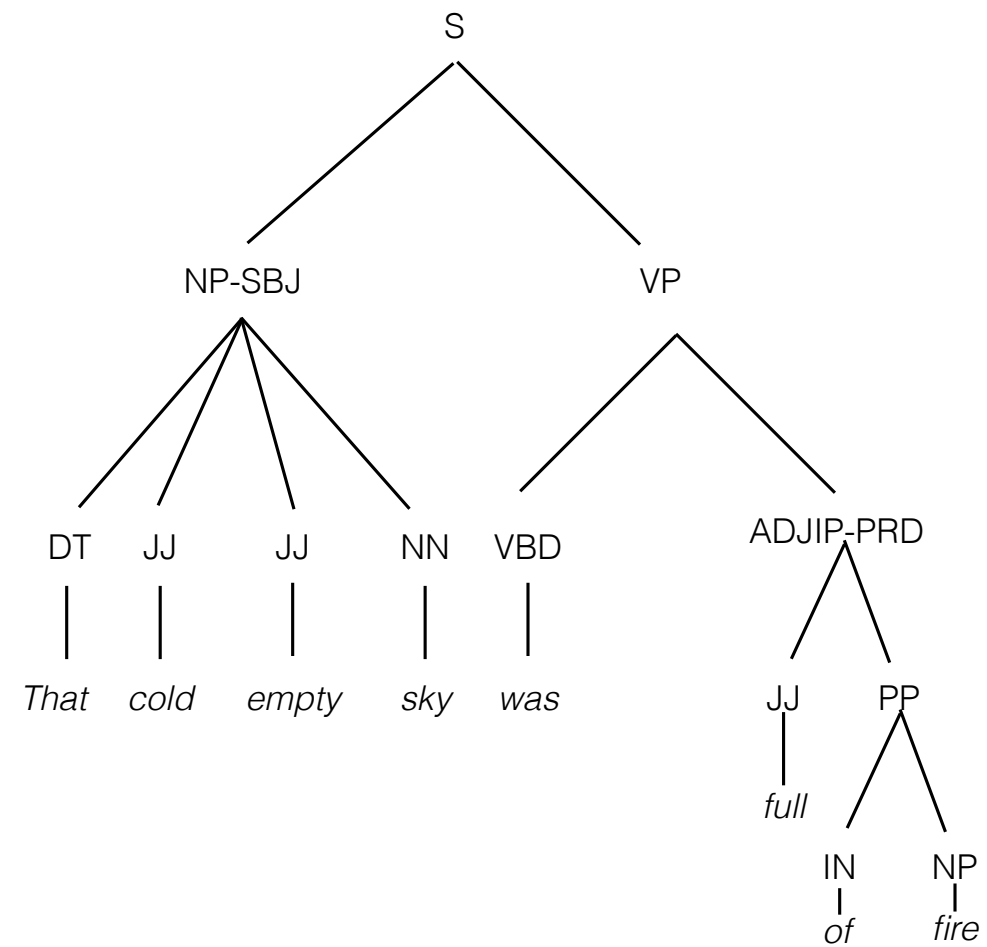 S
NP-SBJ VP
DT JJ JJ NN VBD ADJIP-PRD
That cold empty sky was JJ PP
full
IN NP
of fire